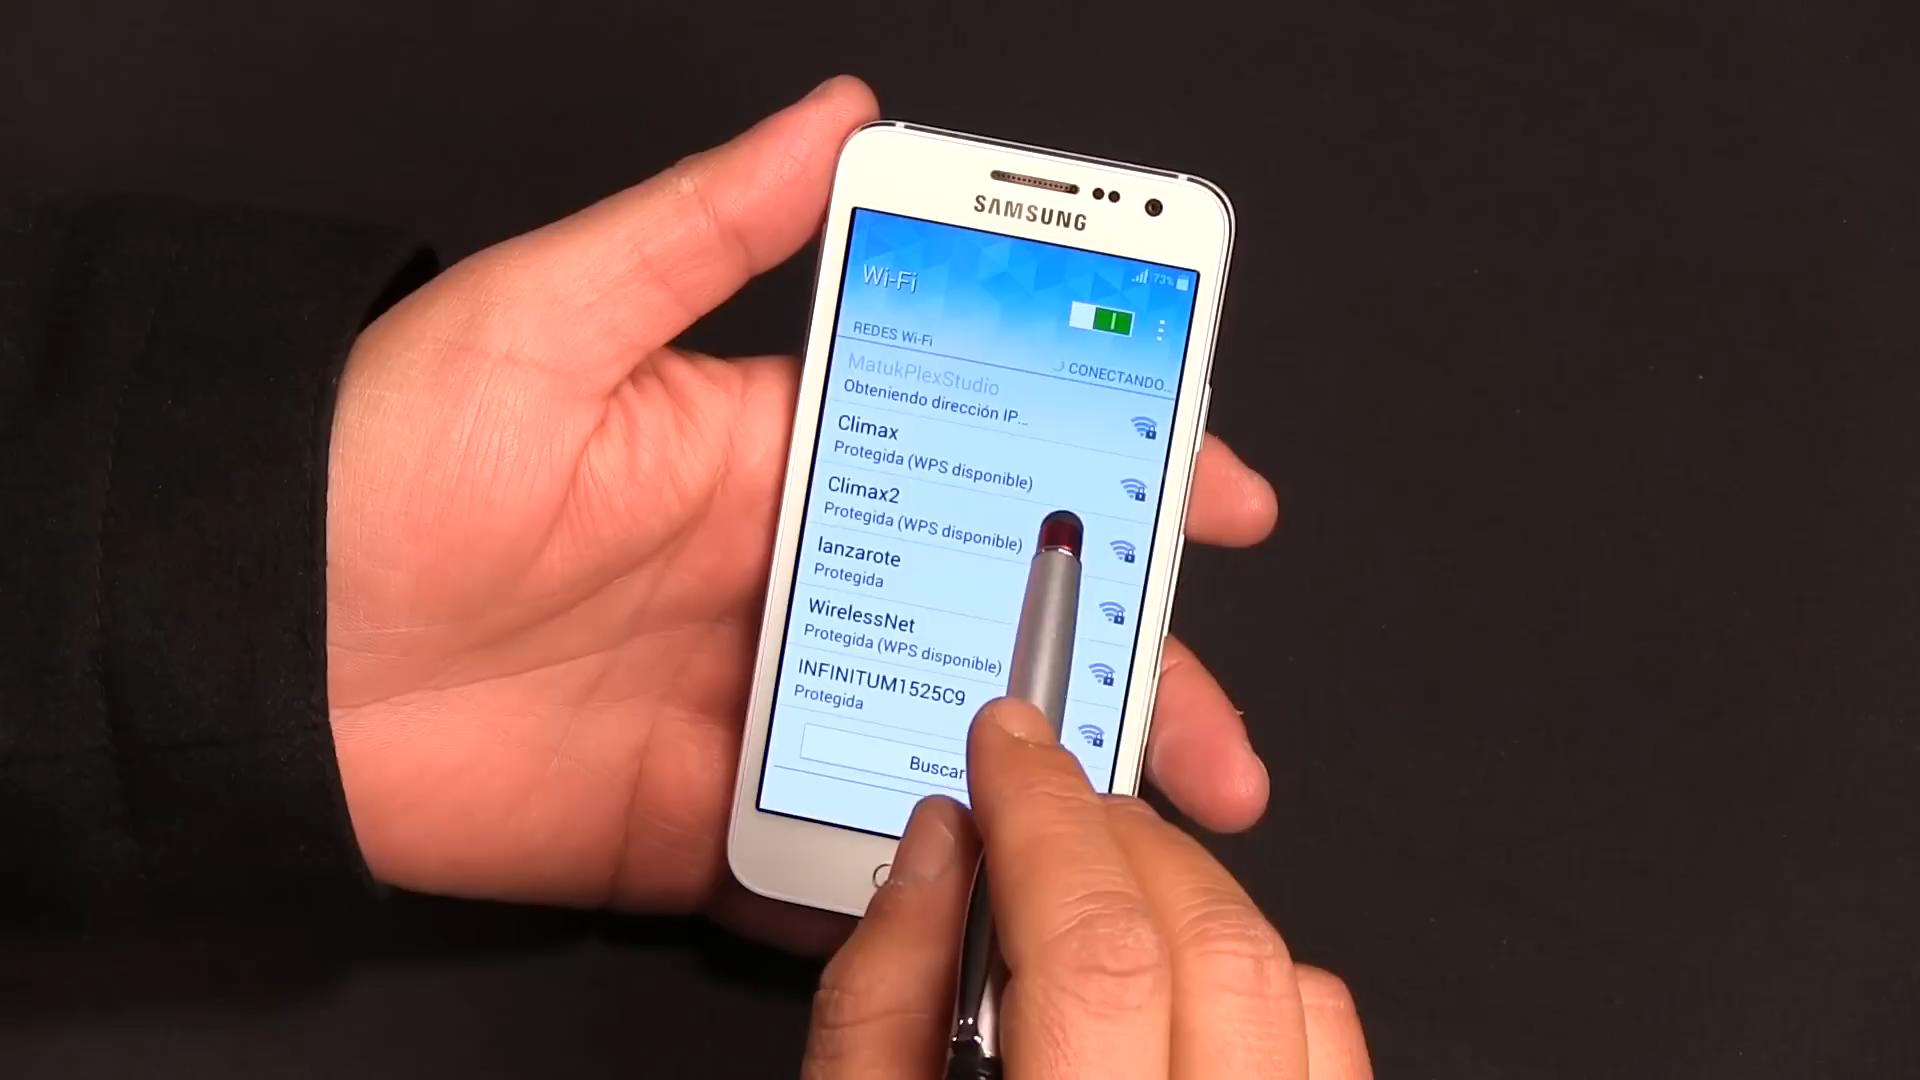 SAMSUNG
73%
Wi-Fi
REDES Wi-Fi
CONECTANDO...
MatukPlexStudio
Obteniendo dirección IP...
Climax
Protegida (WPS disponible)
Climax2
Protegida (WPS disponible)
lanzarote
Protegida
WirelessNet
Protegida (WPS disponible)
INFINITUM1525C9
Protegida
Buscar